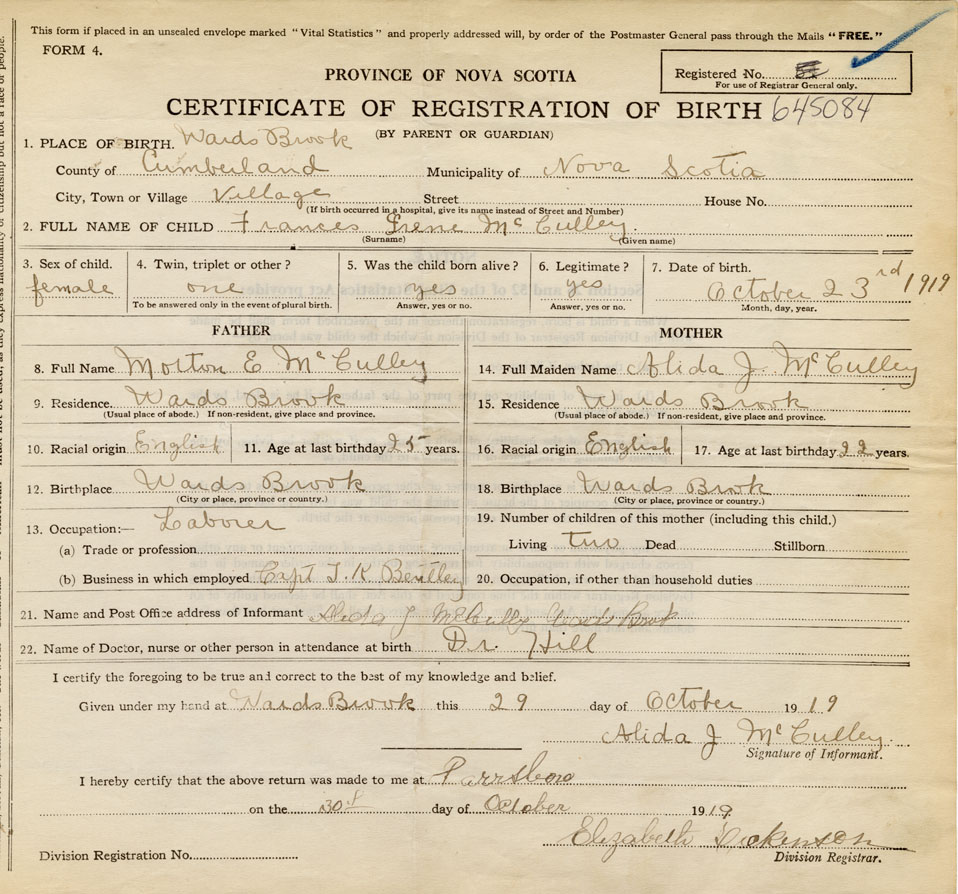 This form if placed in an unsealed envelope marked "Vital Statistics" and properly addressed will, by order of the Postmaster General pass through the Mails "FREE."
FORM 4.
Registered No.
For use of Registrar General only.
PROVINCE OF NOVA SCOTIA
CERTIFICATE OF REGISTRATION OF BIRTH 645084
(BY PARENT OR GUARDIAN)
1. PLACE OF BIRTH. Wards Brook
County of Cumberland Municipality of Nova Scotia
City, Town or Village Village Street House No.
(If birth occurred in a hospital, give its name instead of Street and Number)
2. FULL NAME OF CHILD Frances Irene McCulley.
(Surname) (Given name)
3. Sex of child. 4. Twin, triplet or other? 5. Was the child born alive? 6. Legitimate? 7. Date of birth.
female one yes yes October 23rd 1919
To be answered only in the event of plural birth. Answer, yes or no. Answer, yes or no. Month, day, year.
FATHER
8. Full Name Morton E McCulley
9. Residence. Wards Brook
(Usual place of abode.) If non-resident, give place and province.
10. Racial origin English 11. Age at last birthday 25 years.
12. Birthplace Wards Brook
(City or place, province or country.)
13. Occupation:— Laborer
(a) Trade or profession
(b) Business in which employed Capt T. K Bentley
MOTHER
14. Full Maiden Name Alida J. McCulley
15. Residence Wards Brook
(Usual place of abode.) If non-resident, give place and province.
16. Racial origin English 17. Age at last birthday 22 years.
18. Birthplace Wards Brook
(City or place, province or country.)
19. Number of children of this mother (including this child.)
Living two Dead Stillborn
20. Occupation, if other than household duties
21. Name and Post Office address of Informant Alida J McCully Wards Brook
22. Name of Doctor, nurse or other person in attendance at birth Dr. Hill
I certify the foregoing to be true and correct to the best of my knowledge and belief.
Given under my hand at Wards Brook this 29 day of October 1919
Alida J McCulley.
Signature of Informant.
I hereby certify that the above return was made to me at Parrsboro
on the 30t day of October 1919.
Elizabeth Dickenson
Division Registration No. Division Registrar.